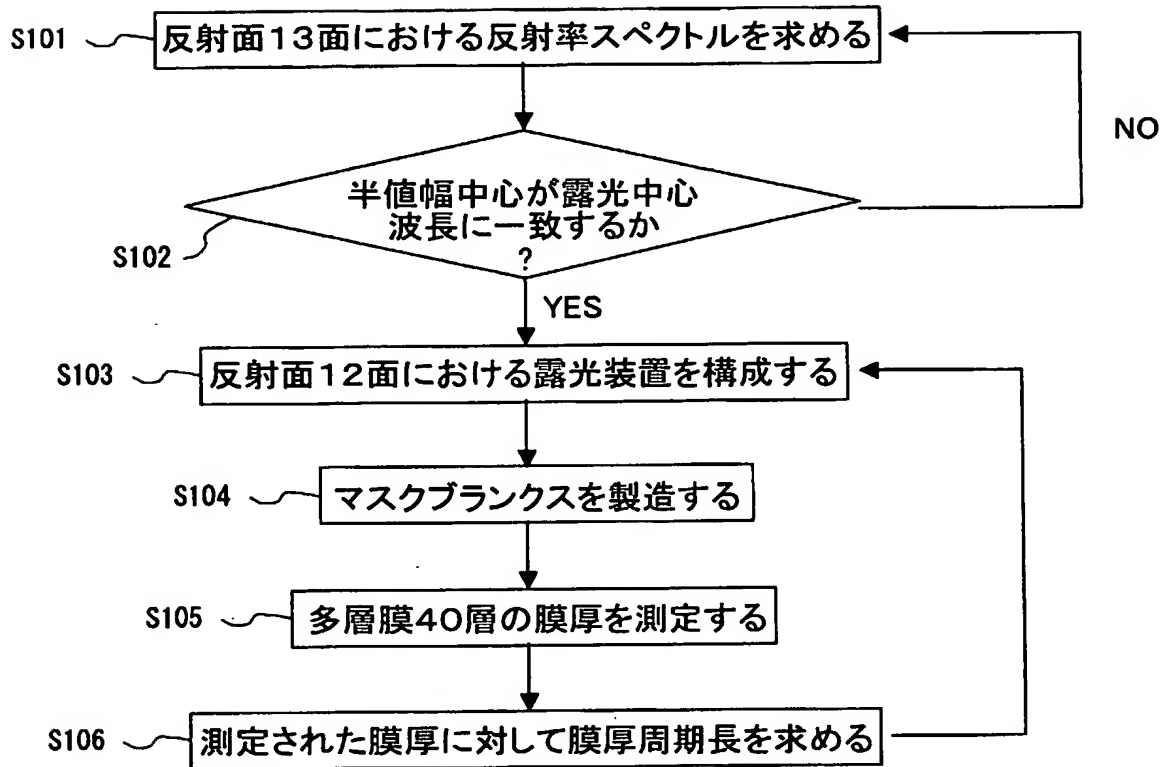 S101
反射面13面における反射率スペクトルを求める
NO
半値幅中心が露光中心
波長に一致するか
?
S102
YES
S103
反射面12面における露光装置を構成する
S104
マスクブランクスを製造する
S105
多層膜40層の膜厚を測定する
S106
測定された膜厚に対して膜厚周期長を求める